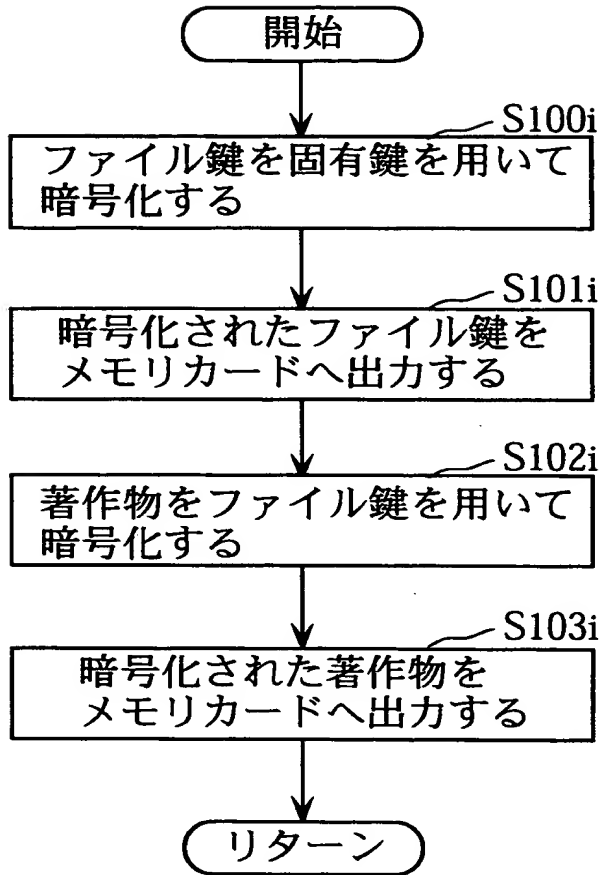 開始
S100i
ファイル鍵を固有鍵を用いて
暗号化する
S101i
暗号化されたファイル鍵を
メモリカードへ出力する
S102i
著作物をファイル鍵を用いて
暗号化する
S103i
暗号化された著作物を
メモリカードへ出力する
リターン